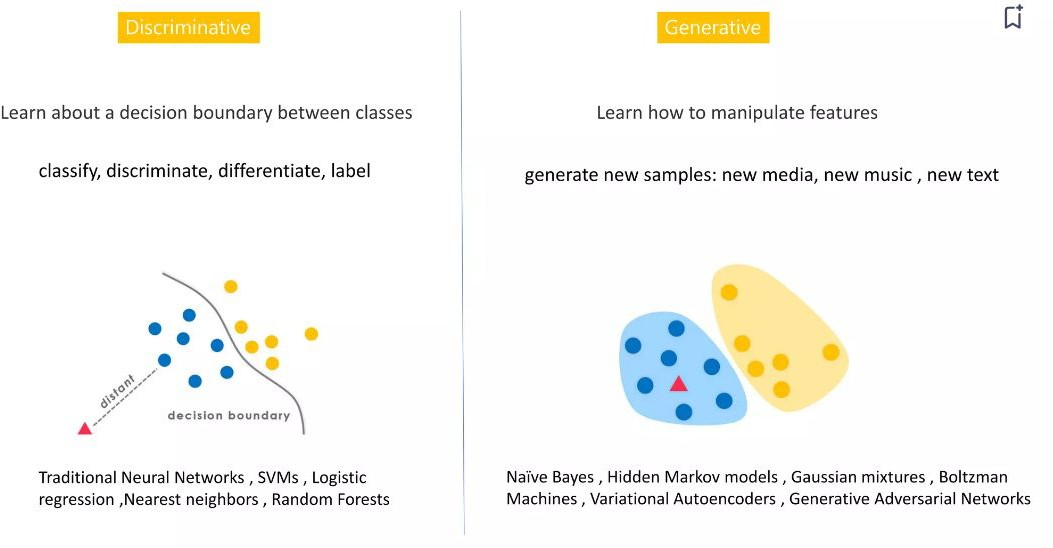 Discriminative
Learn about a decision boundary between classes
classify, discriminate, differentiate, label
distant
decision boundary
Traditional Neural Networks , SVMs , Logistic
regression ,Nearest neighbors , Random Forests
Generative
Learn how to manipulate features
generate new samples: new media, new music , new text
Naïve Bayes , Hidden Markov models , Gaussian mixtures , Boltzman
Machines , Variational Autoencoders , Generative Adversarial Networks